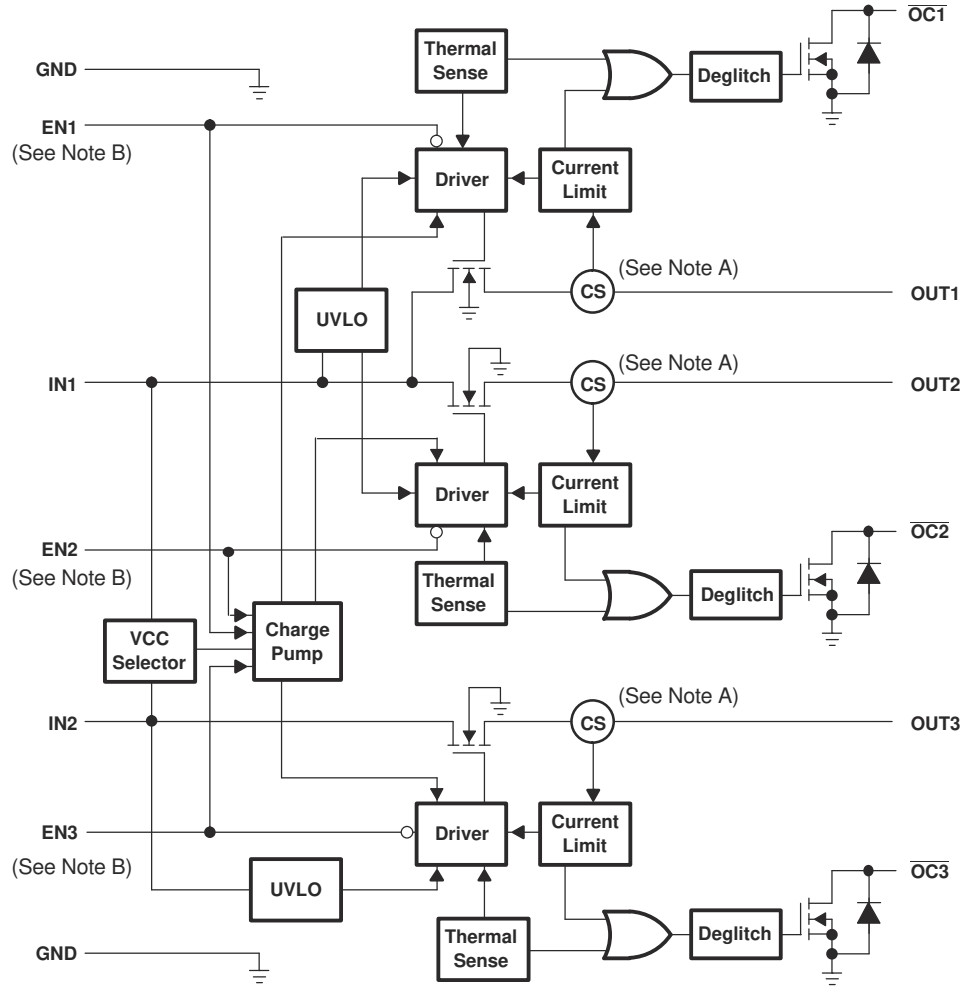 OC1
Thermal
Sense
Deglitch
GND
EN1
(See Note B)
Driver
Current
Limit
(See Note A)
CS
OUT1
UVLO
(See Note A)
IN1
CS
OUT2
Driver
Current
Limit
EN2
(See Note B)
OC2
Thermal
Sense
Deglitch
VCC
Selector
Charge
Pump
(See Note A)
IN2
CS
OUT3
EN3
(See Note B)
Driver
Current
Limit
UVLO
OC3
Thermal
Sense
Deglitch
GND